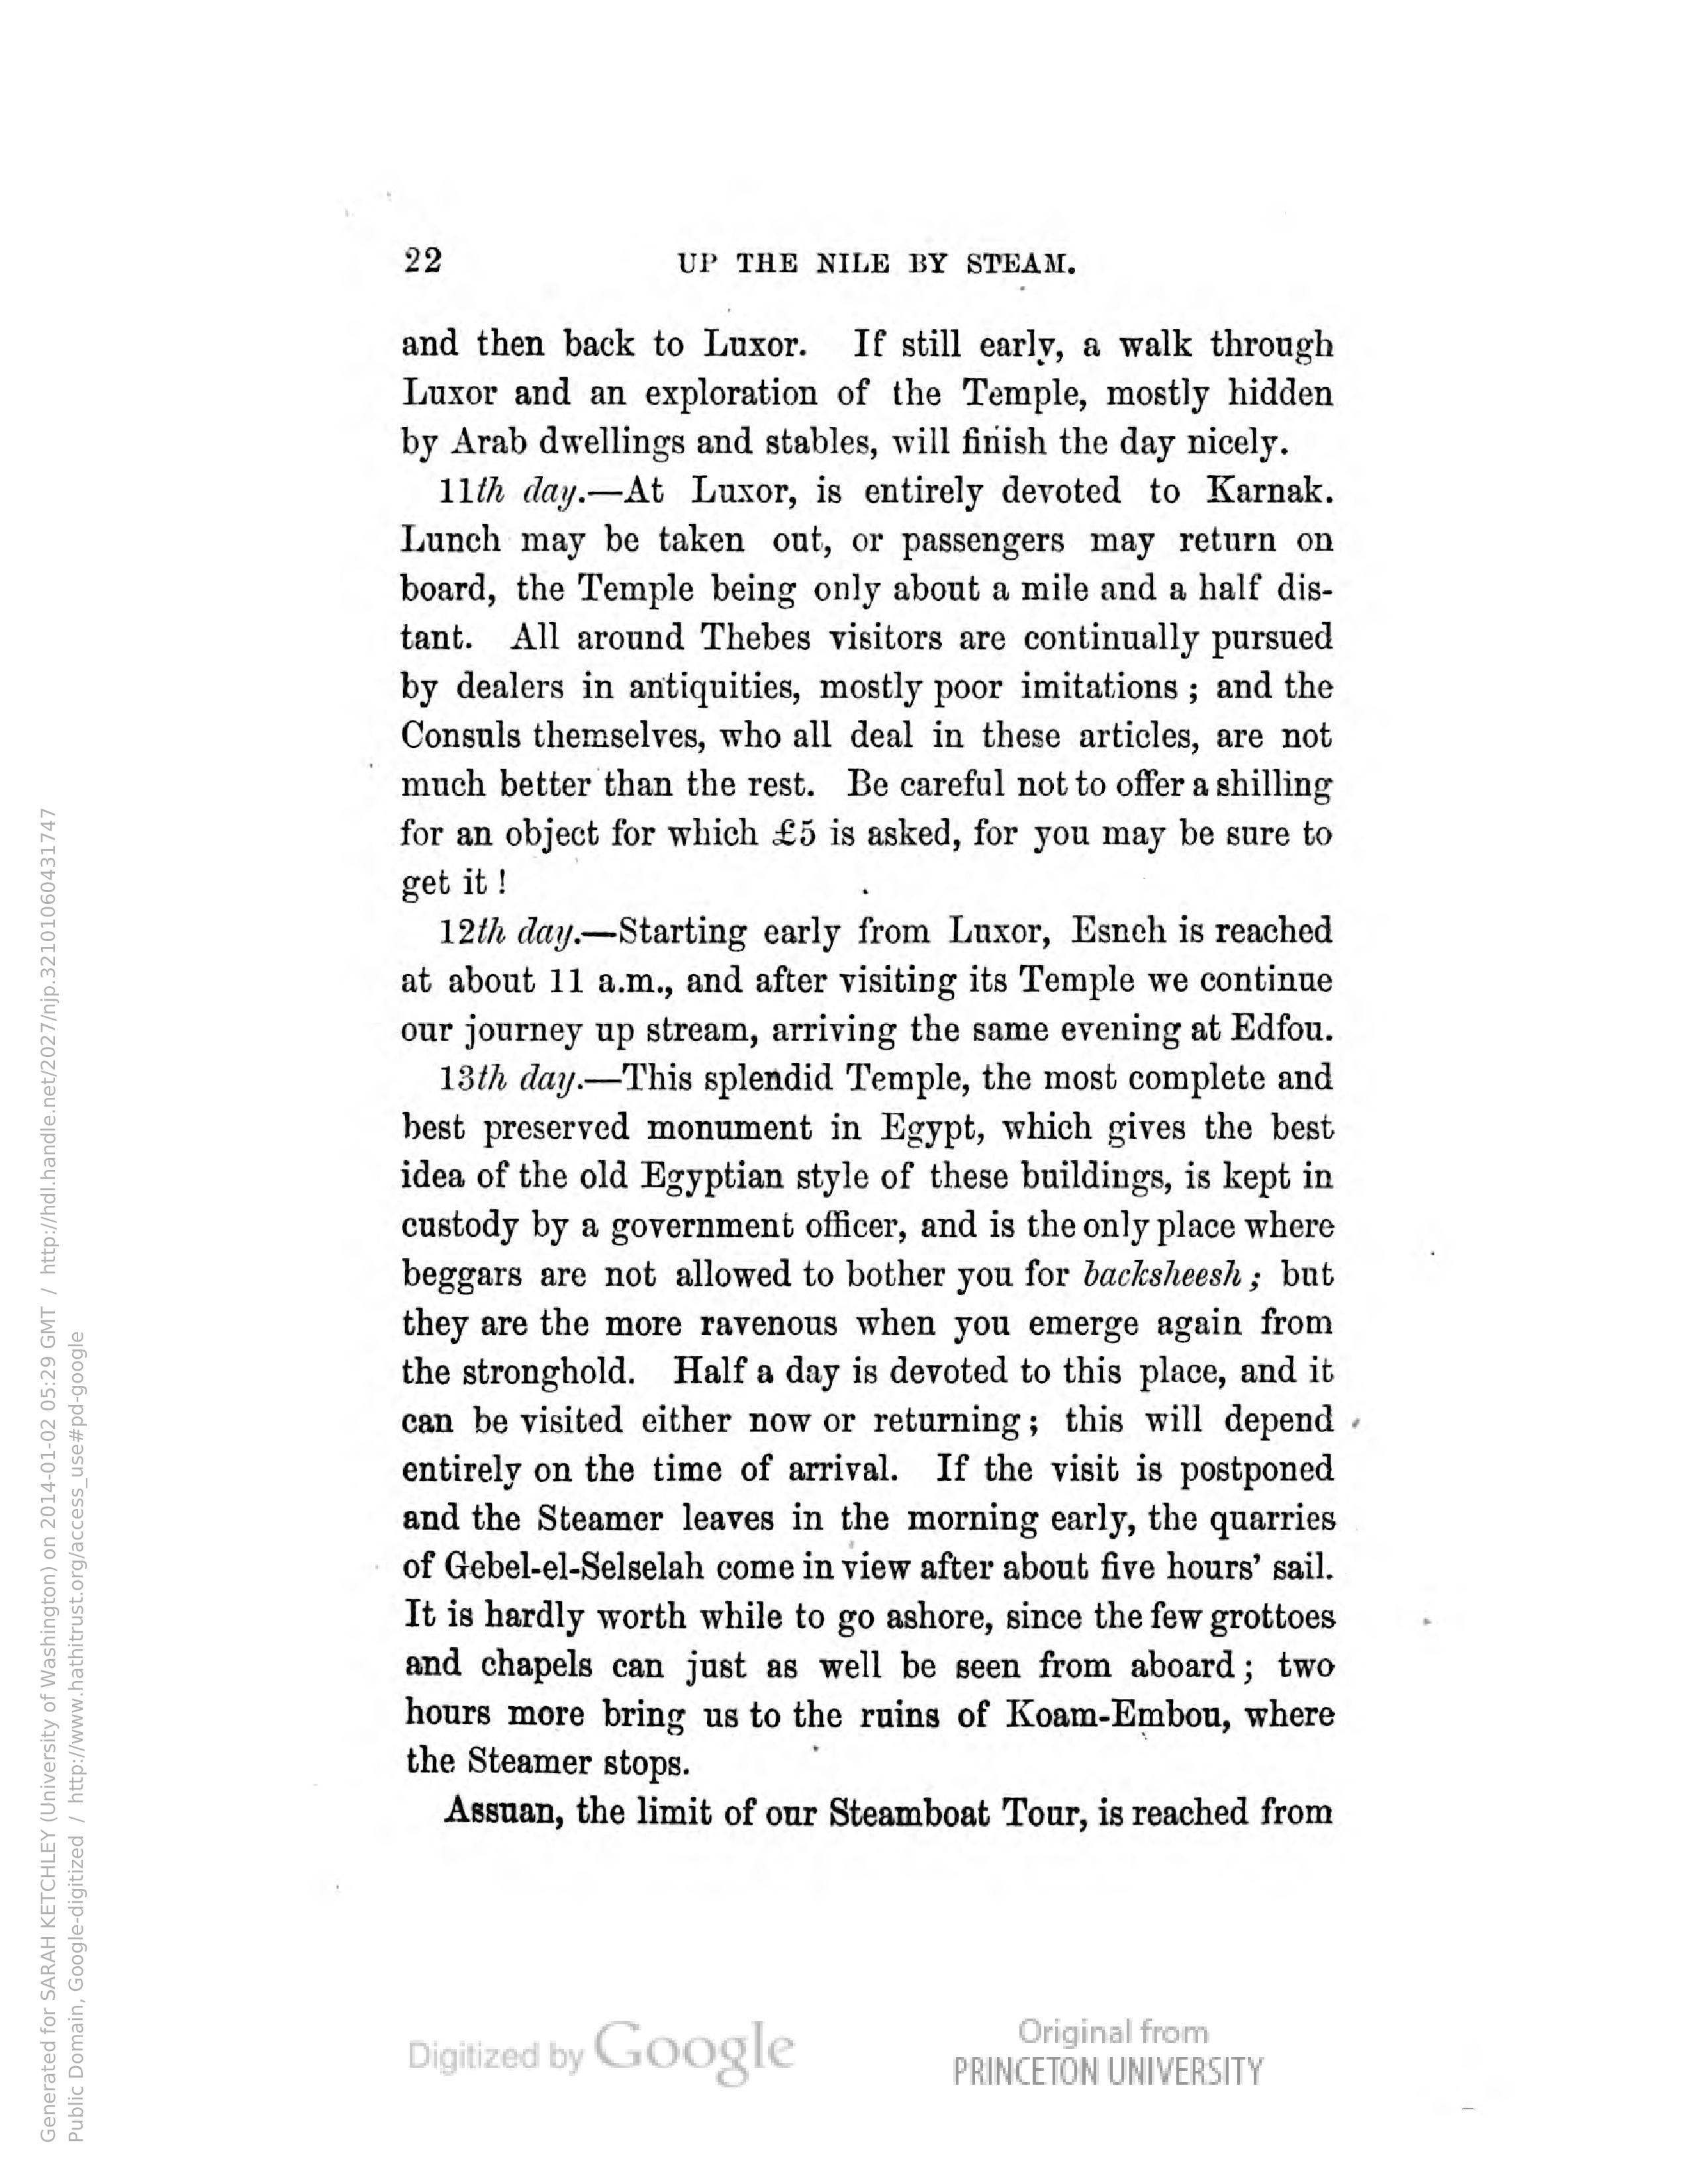 22 UP THE NILE BY STEAM.
and then back to Luxor. If still early, a walk through
Luxor and an exploration of the Temple, mostly hidden
by Arab dwellings and stables, will finish the day nicely.
11th day.—At Luxor, is entirely devoted to Karnak.
Lunch may be taken out, or passengers may return on
board, the Temple being only about a mile and a half dis-
tant. All around Thebes visitors are continually pursued
by dealers in antiquities, mostly poor imitations ; and the
Consuls themselves, who all deal in these articles, are not
much better than the rest. Be careful not to offer a shilling
for an object for which £5 is asked, for you may be sure to
get it !
12th day.—Starting early from Luxor, Esneh is reached
at about 11 a.m., and after visiting its Temple we continue
our journey up stream, arriving the same evening at Edfou.
13th day.—This splendid Temple, the most complete and
best preserved monument in Egypt, which gives the best
idea of the old Egyptian style of these buildings, is kept in
custody by a government officer, and is the only place where
beggars are not allowed to bother you for backsheesh ; but
they are the more ravenous when you emerge again from
the stronghold. Half a day is devoted to this place, and it
can be visited either now or returning ; this will depend
entirely on the time of arrival. If the visit is postponed
and the Steamer leaves in the morning early, the quarries
of Gebel-el-Selselah come in view after about five hours’ sail.
It is hardly worth while to go ashore, since the few grottoes
and chapels can just as well be seen from aboard ; two
hours more bring us to the ruins of Koam-Embou, where
the Steamer stops.
Assuan, the limit of our Steamboat Tour, is reached from
Digitized by Google
Original from
PRINCETON UNIVERSITY
Generated for SARAH KETCHLEY (University of Washington) on 2014-01-02 05:29 GMT / http://hdl.handle.net/2027/njp.32101060431747
Public Domain, Google-digitized / http://www.hathitrust.org/access_use#pd-google